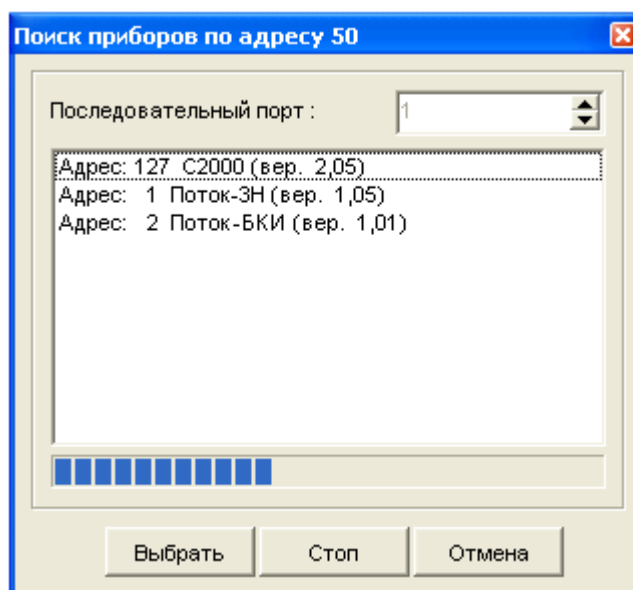 Поиск приборов по адресу 50
Последовательный порт : 1
Адрес: 127 С2000 (вер. 2,05)
Адрес: 1 Поток-3Н (вер. 1,05)
Адрес: 2 Поток-БКИ (вер. 1,01)
Выбрать Стоп Отмена